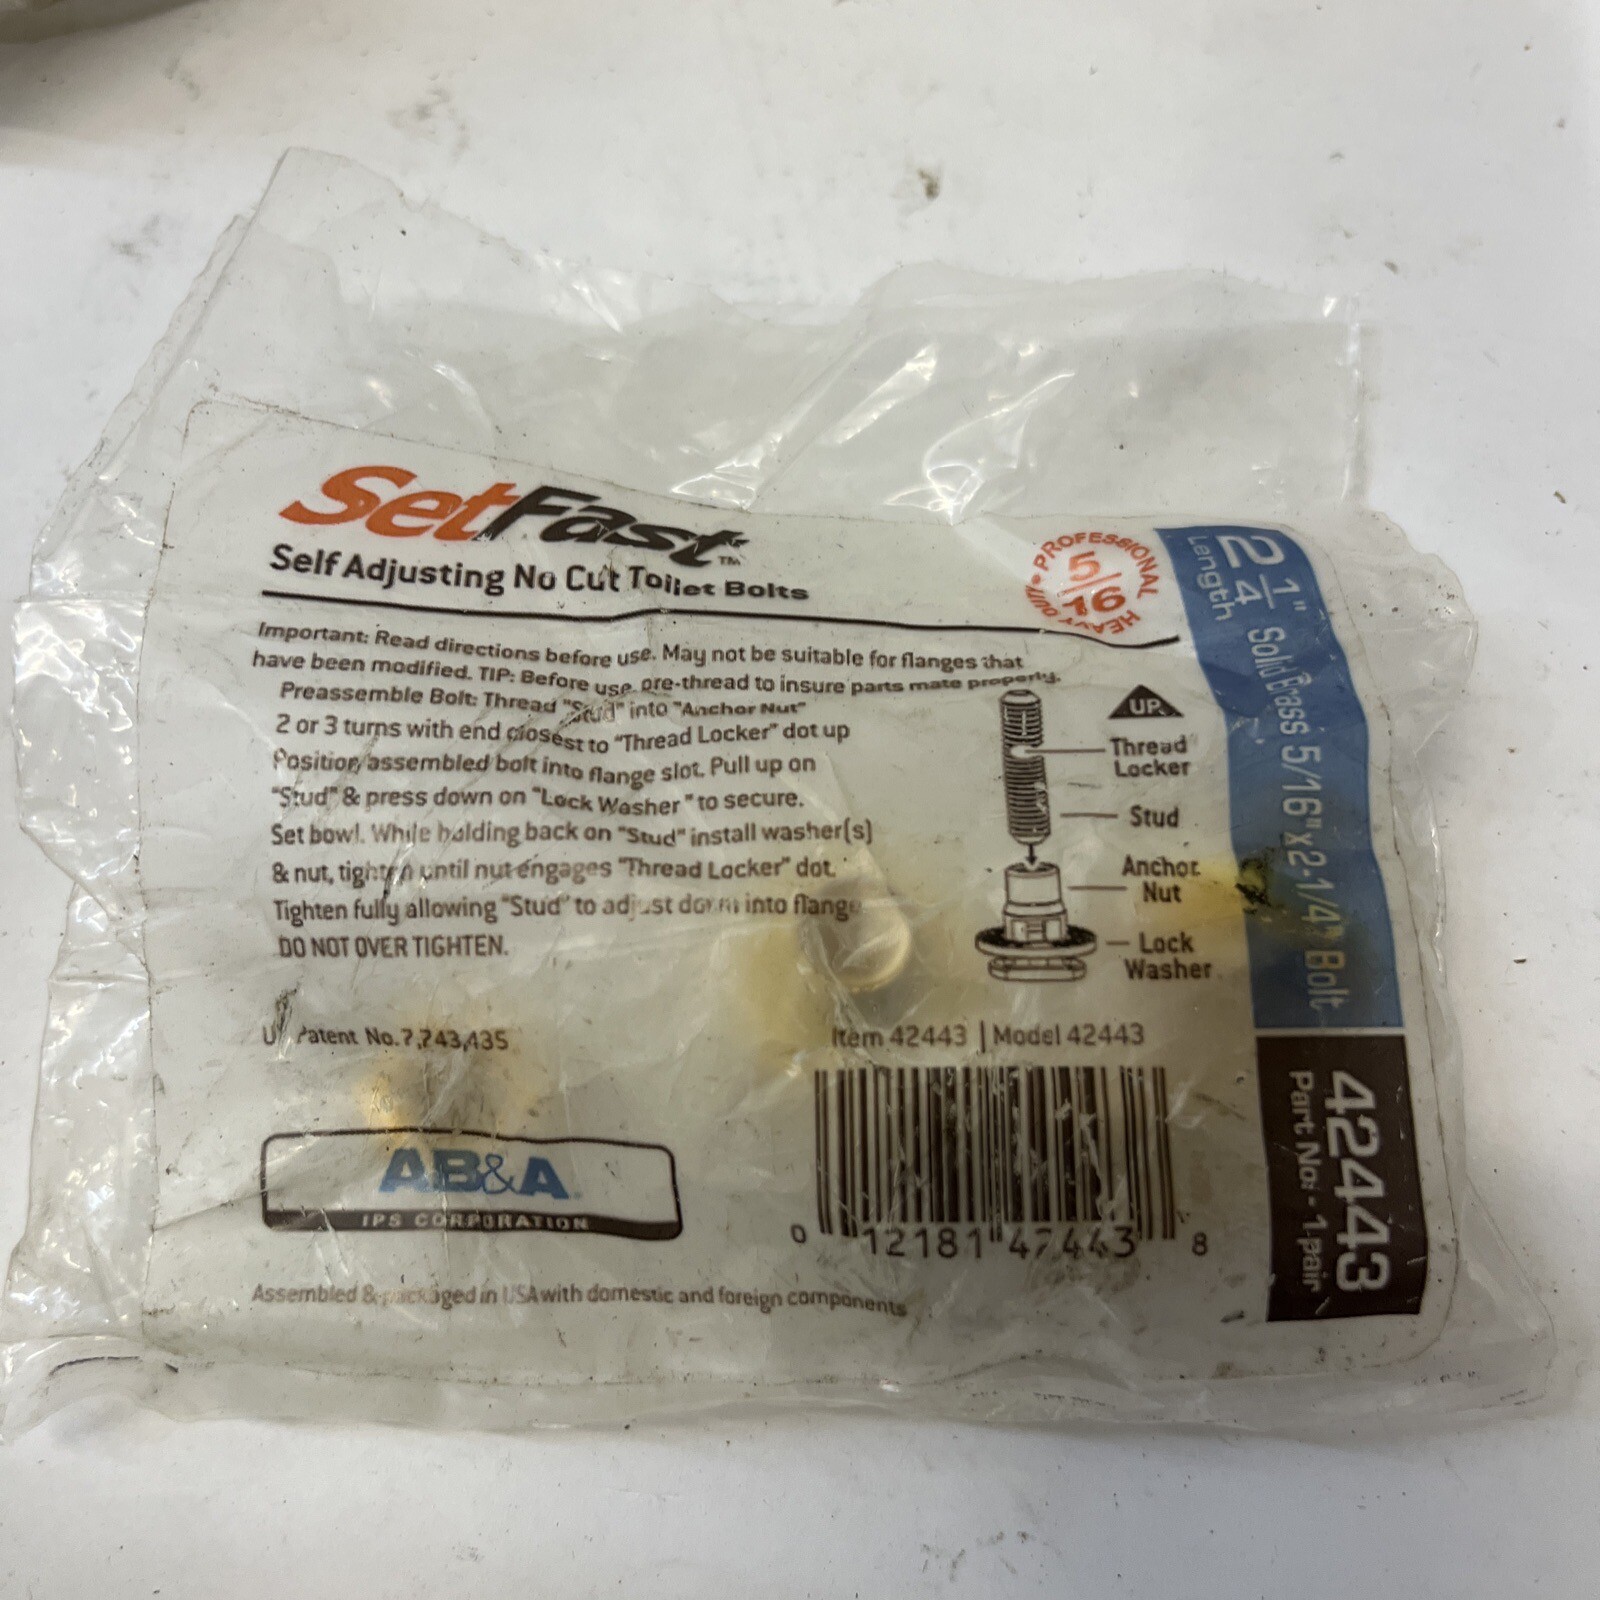 SetFast™
Self Adjusting No Cut Toilet Bolts
PROFESSIONAL HEAVY DUTY
5/16
Important: Read directions before use. May not be suitable for flanges that
have been modified. TIP: Before use, pre-thread to insure parts mate properly.
Preassemble Bolt: Thread "Stud" into "Anchor Nut"
2 or 3 turns with end closest to "Thread Locker" dot up
Position assembled bolt into flange slot. Pull up on
"Stud" & press down on "Lock Washer" to secure.
Set bowl. While holding back on "Stud" install washer(s)
& nut, tighten until nut engages "Thread Locker" dot.
Tighten fully allowing "Stud" to adjust down into flange
DO NOT OVER TIGHTEN.
UP
Thread
Locker
Stud
Anchor
Nut
Lock
Washer
Patent No. 7,743,435
Item 42443 | Model 42443
AB&A
IPS CORPORATION
0 12181 42443 8
Assembled & packaged in USA with domestic and foreign components
2 1/4"
Length
Solid Brass 5/16" x 2-1/4" Bolt
42443
Part No. - 1 pair